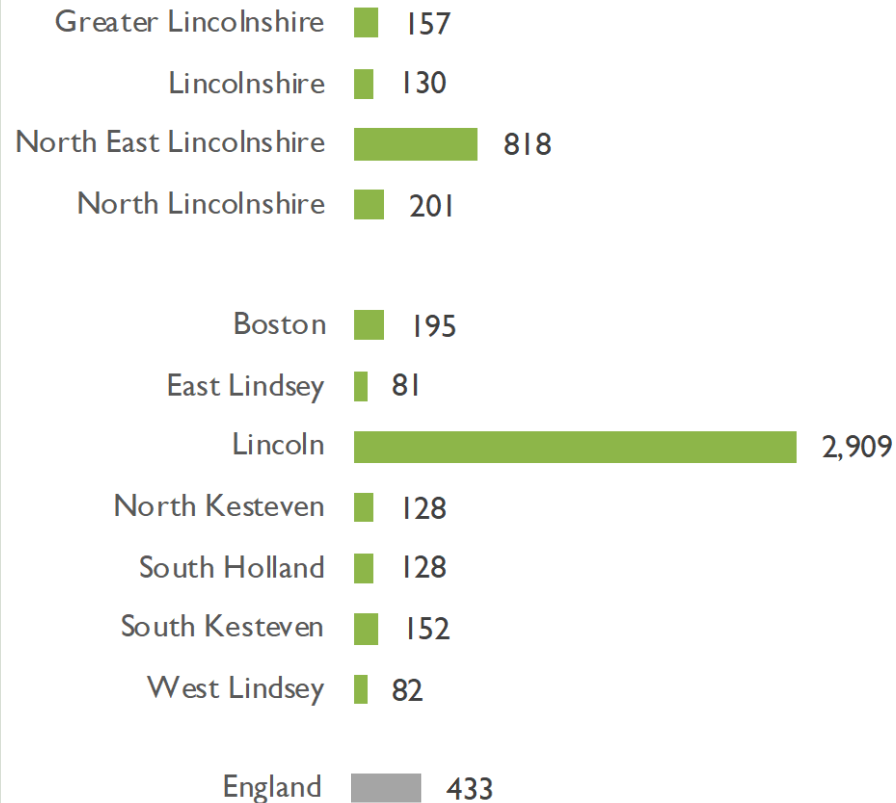 Greater Lincolnshire 157
Lincolnshire 130
North East Lincolnshire 818
North Lincolnshire 201
Boston 195
East Lindsey 81
Lincoln 2,909
North Kesteven 128
South Holland 128
South Kesteven 152
West Lindsey 82
England 433